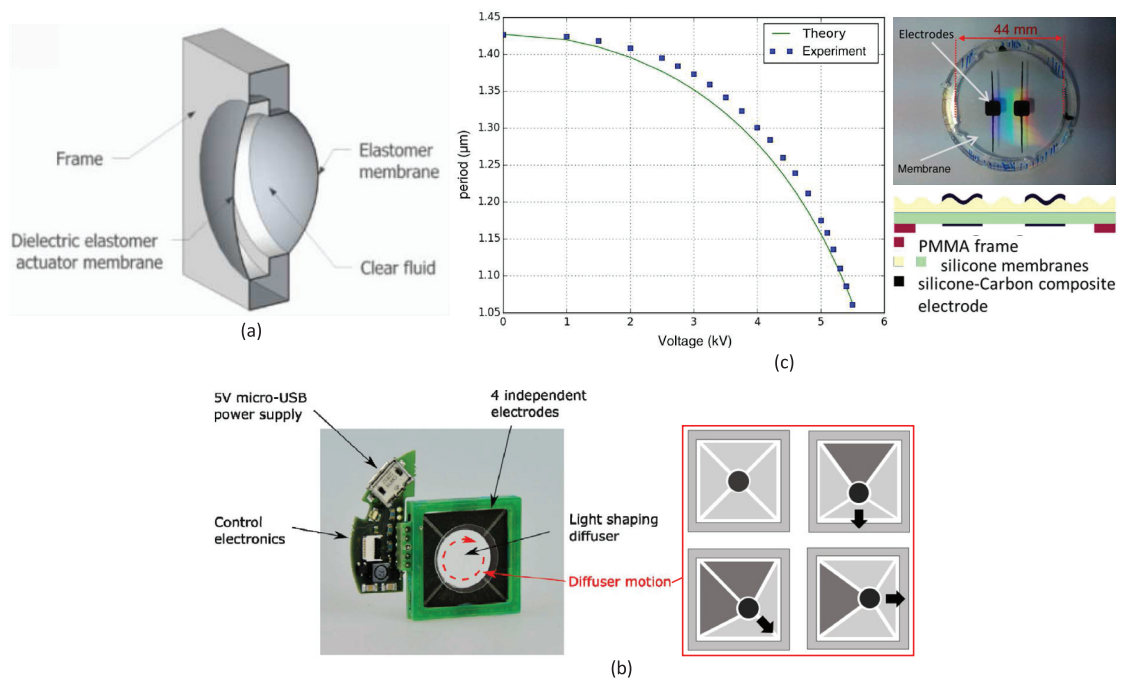 (a)
Frame
Elastomer
membrane
Dielectric elastomer
actuator membrane
Clear fluid
(c)
1.45
1.40
1.35
1.30
1.25
1.20
1.15
1.10
1.05
period (μm)
0
1
2
3
4
5
6
Voltage (kV)
Theory
Experiment
Electrodes
44 mm
Membrane
PMMA frame
silicone membranes
silicone-Carbon composite
electrode
5V micro-USB
power supply
4 independent
electrodes
Control
electronics
Light shaping
diffuser
Diffuser motion
(b)